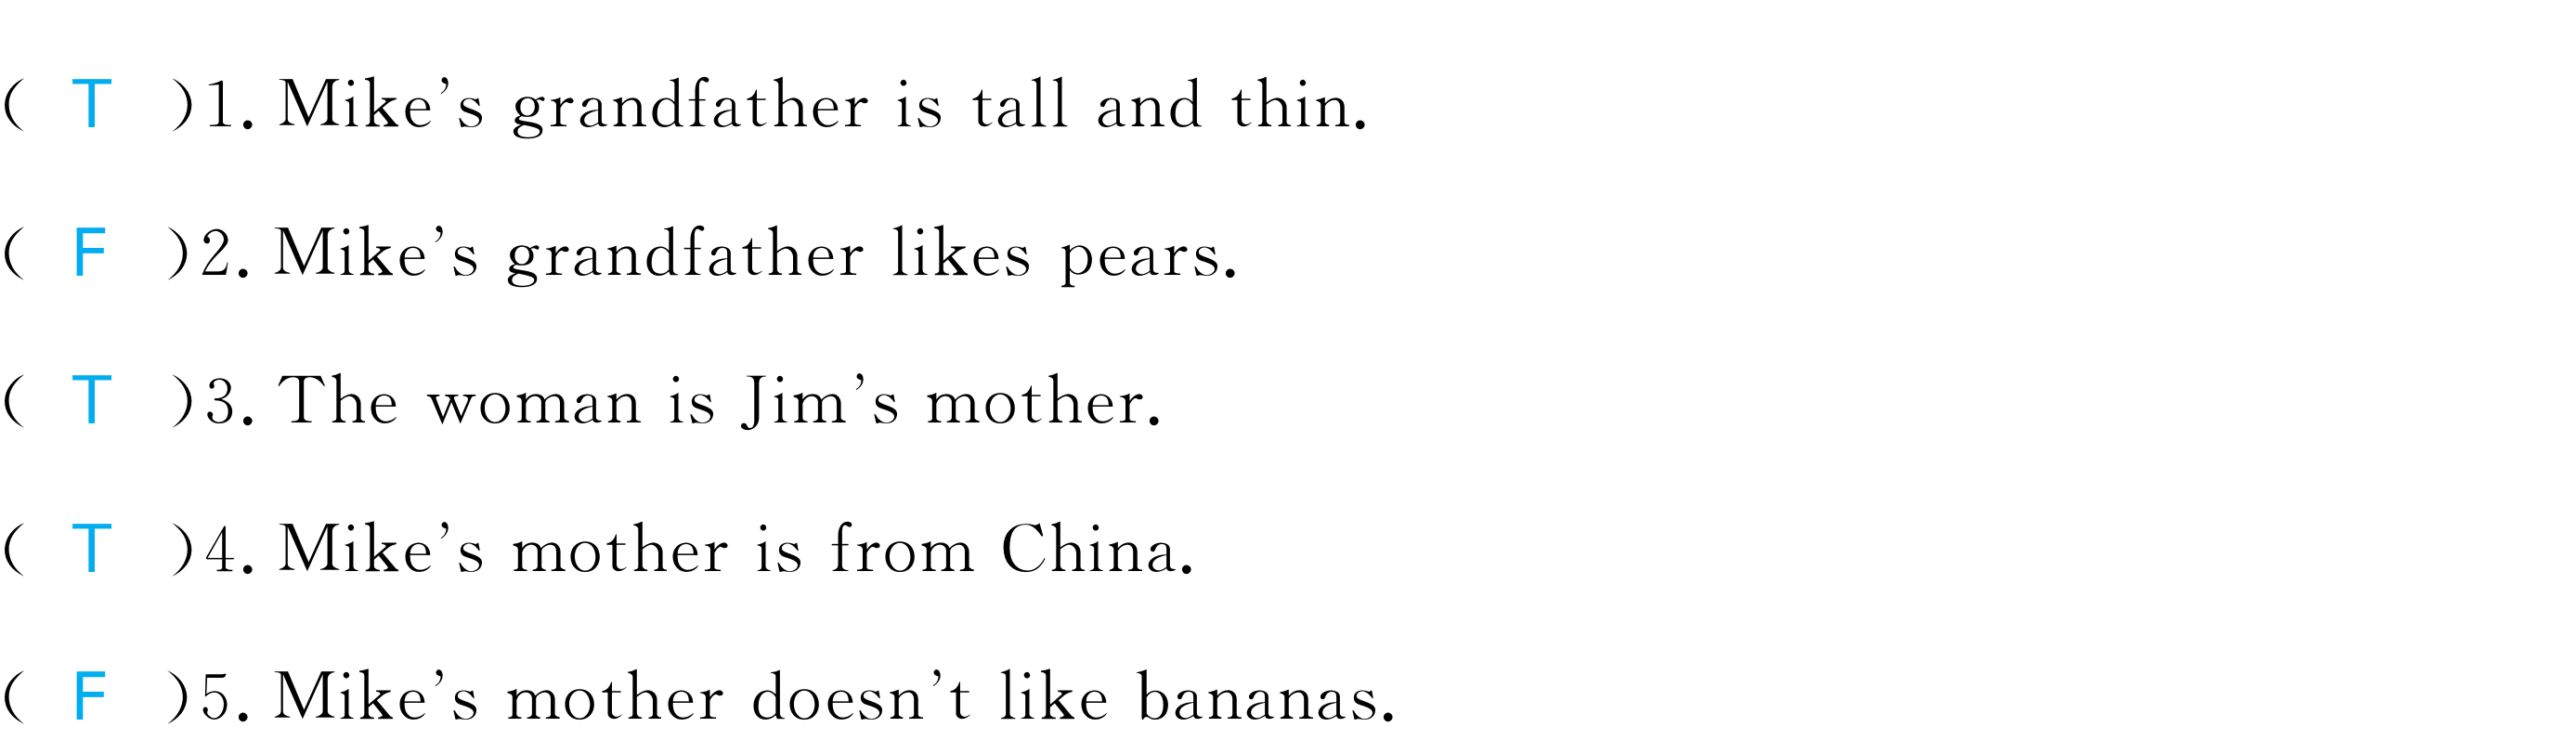 ( T )1. Mike’s grandfather is tall and thin.
( F )2. Mike’s grandfather likes pears.
( T )3. The woman is Jim’s mother.
( T )4. Mike’s mother is from China.
( F )5. Mike’s mother doesn’t like bananas.